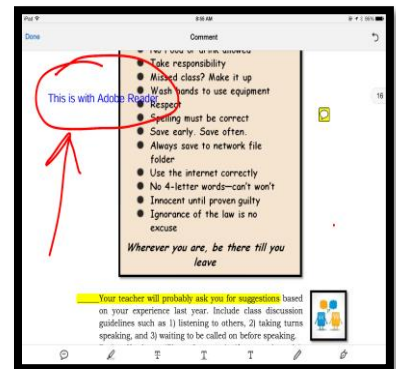 iPad
8:55 AM
86%
Done
Comment
No Food or drink allowed
Take responsibility
Missed class? Make it up
Wash hands to use equipment
This is with Adobe Reader
Respect
Spelling must be correct
Save early. Save often.
Always save to network file
folder
Use the internet correctly
No 4-letter words—can't won't
Innocent until proven guilty
Ignorance of the law is no
excuse
Wherever you are, be there till you
leave
16
Your teacher will probably ask you for suggestions based
on your experience last year. Include class discussion
guidelines such as 1) listening to others, 2) taking turns
speaking, and 3) waiting to be called on before speaking.
T T T